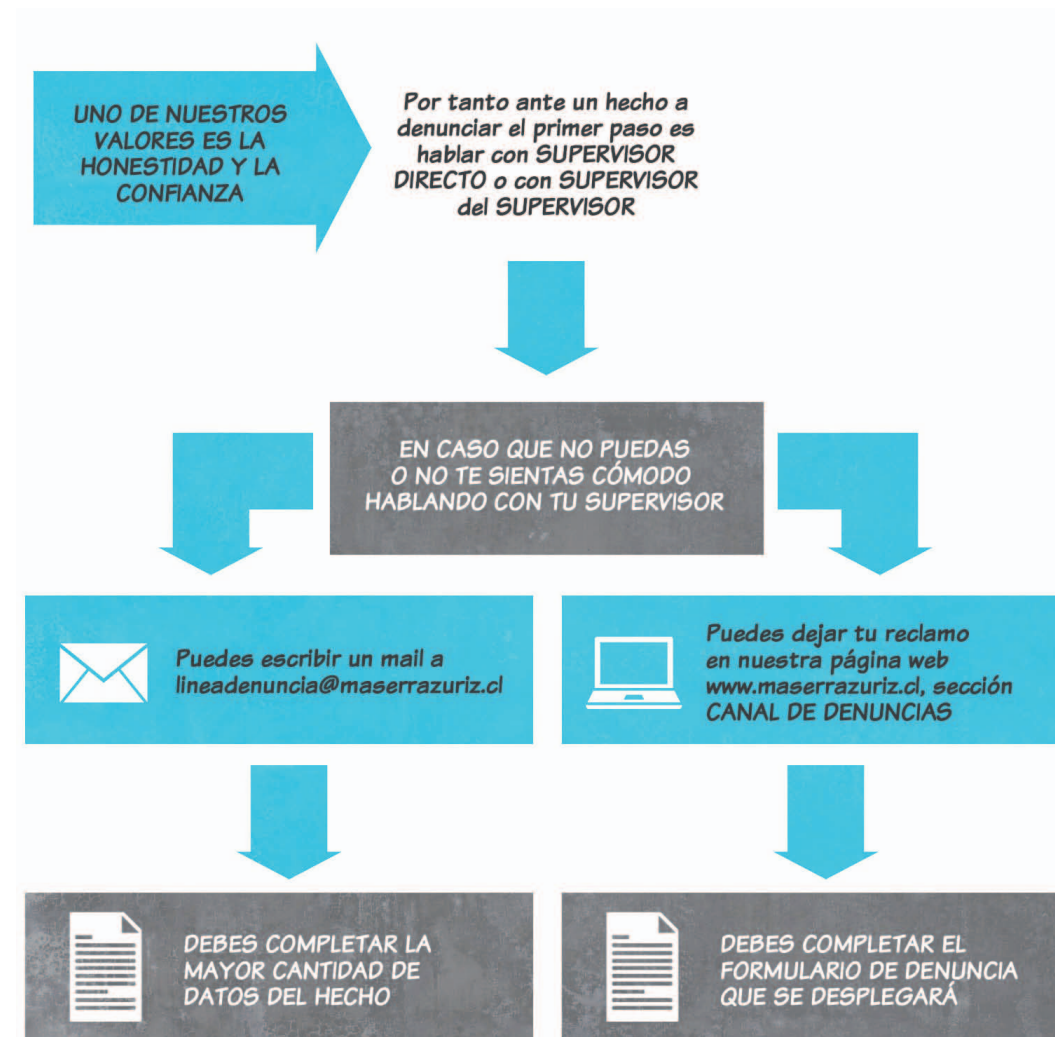 UNO DE NUESTROS
VALORES ES LA
HONESTIDAD Y LA
CONFIANZA
Por tanto ante un hecho a
denunciar el primer paso es
hablar con SUPERVISOR
DIRECTO o con SUPERVISOR
del SUPERVISOR
EN CASO QUE NO PUEDAS
O NO TE SIENTAS CÓMODO
HABLANDO CON TU SUPERVISOR
Puedes escribir un mail a
lineadenuncia@maserrazuriz.cl
Puedes dejar tu reclamo
en nuestra página web
www.maserrazuriz.cl, sección
CANAL DE DENUNCIAS
DEBES COMPLETAR LA
MAYOR CANTIDAD DE
DATOS DEL HECHO
DEBES COMPLETAR EL
FORMULARIO DE DENUNCIA
QUE SE DESPLEGARÁ